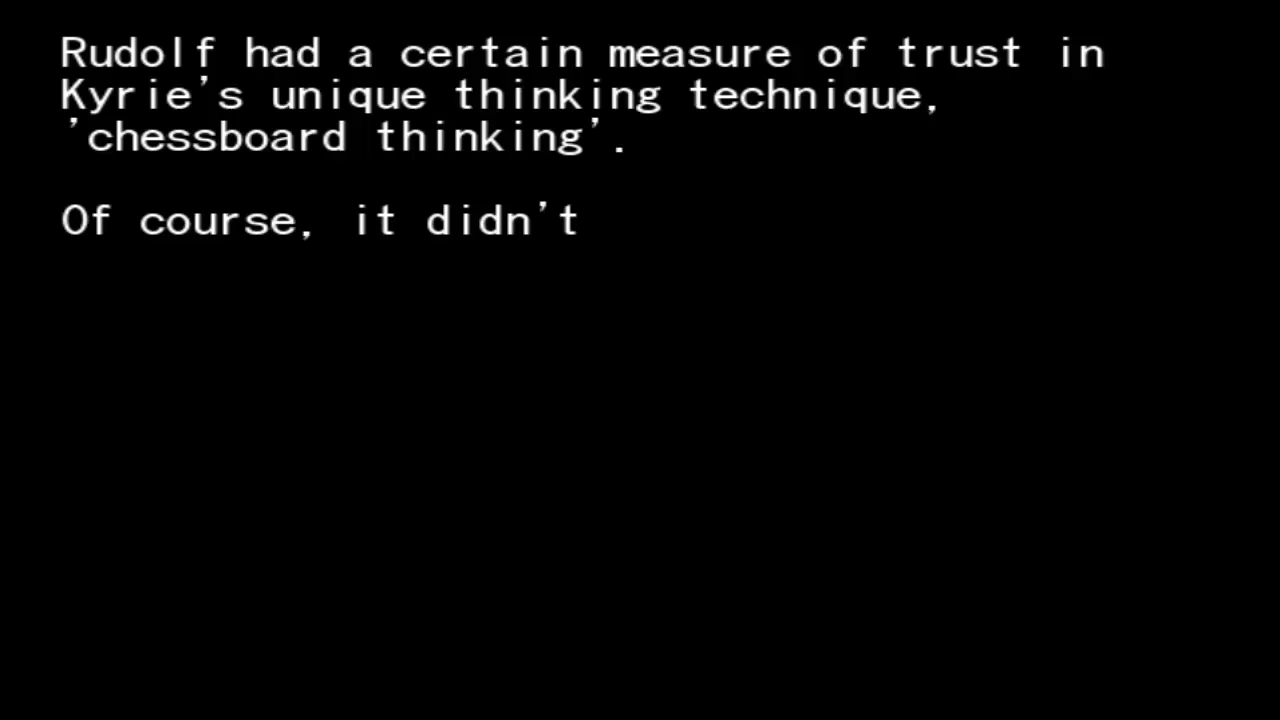 Rudolf had a certain measure of trust in
Kyrie's unique thinking technique,
'chessboard thinking'.
Of course, it didn't